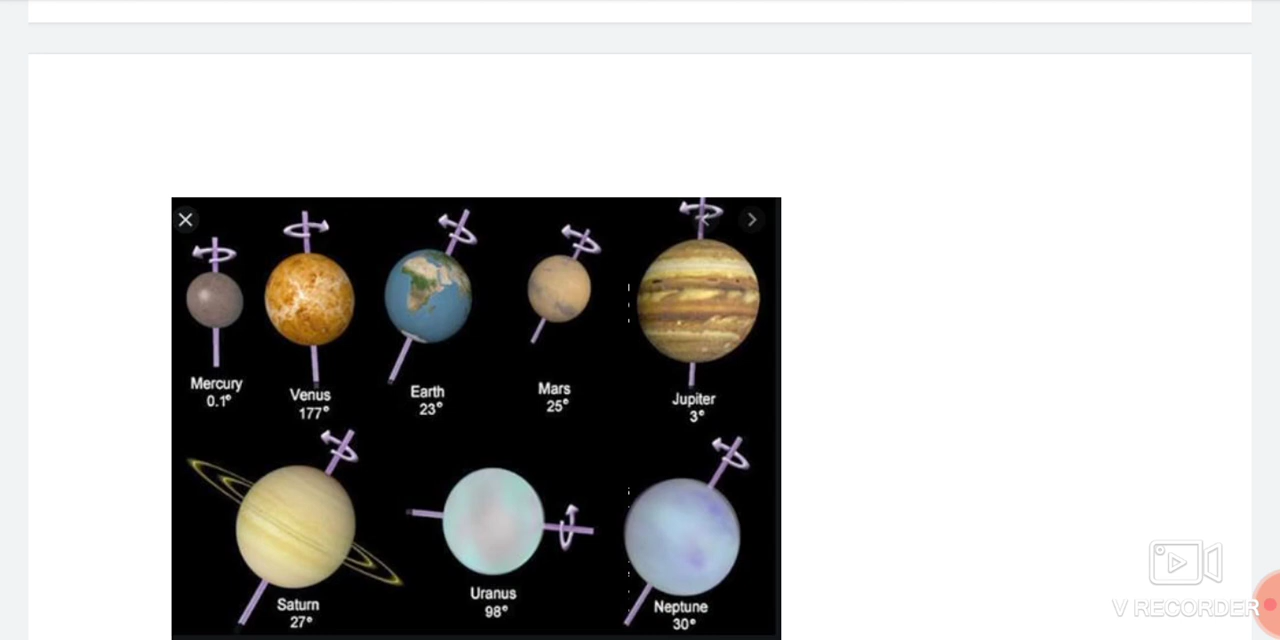 Mercury
0.1°
Venus
177°
Earth
23°
Mars
25°
Jupiter
3°
Saturn
27°
Uranus
98°
Neptune
30°
V RECORDER